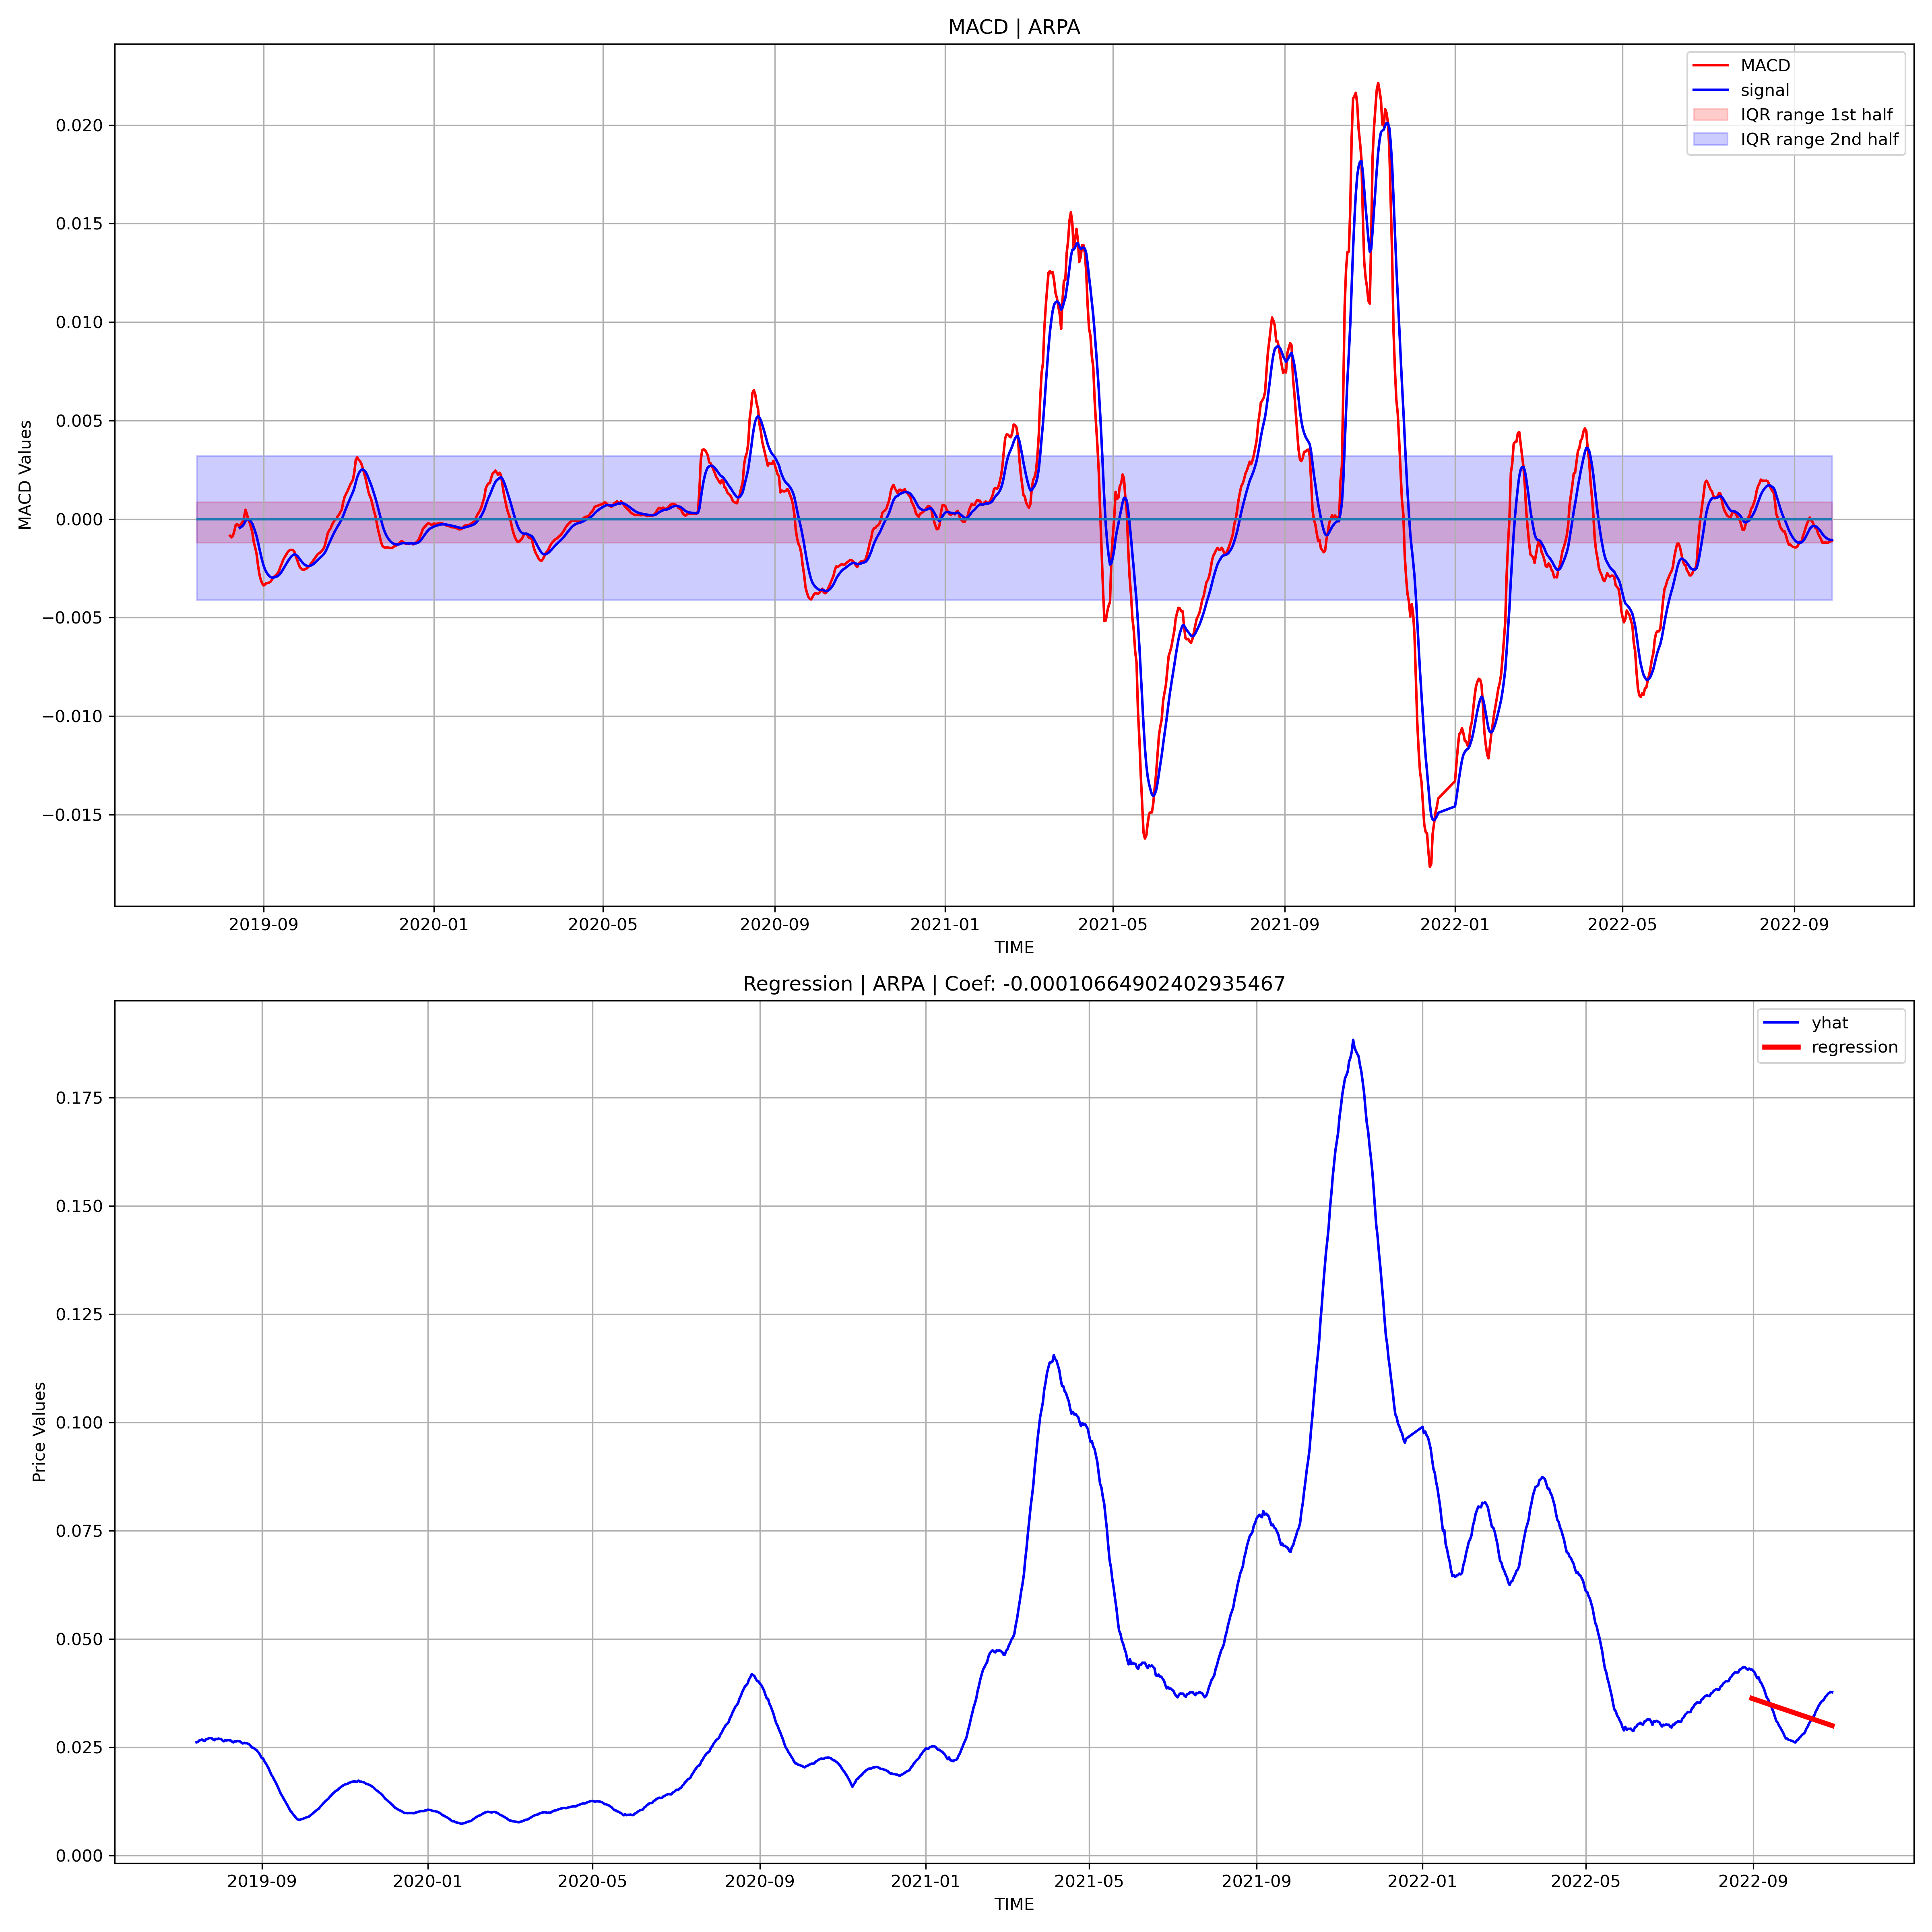 MACD | ARPA
MACD
signal
IQR range 1st half
IQR range 2nd half
0.020
0.015
0.010
0.005
0.000
−0.005
−0.010
−0.015
MACD Values
2019-09 2020-01 2020-05 2020-09 2021-01 2021-05 2021-09 2022-01 2022-05 2022-09
TIME
Regression | ARPA | Coef: -0.00010664902402935467
yhat
regression
0.175
0.150
0.125
0.100
0.075
0.050
0.025
0.000
Price Values
2019-09 2020-01 2020-05 2020-09 2021-01 2021-05 2021-09 2022-01 2022-05 2022-09
TIME